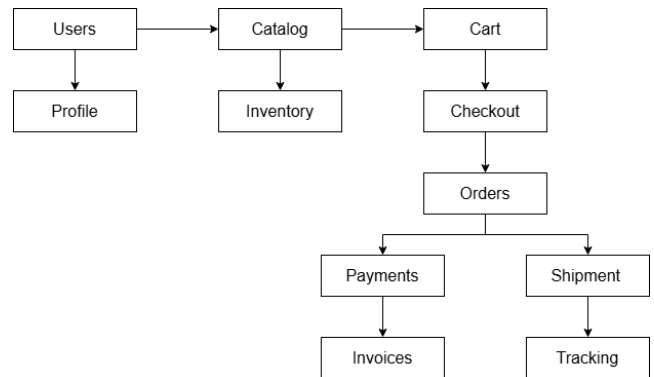 Users
Catalog
Cart
Profile
Inventory
Checkout
Orders
Payments
Shipment
Invoices
Tracking